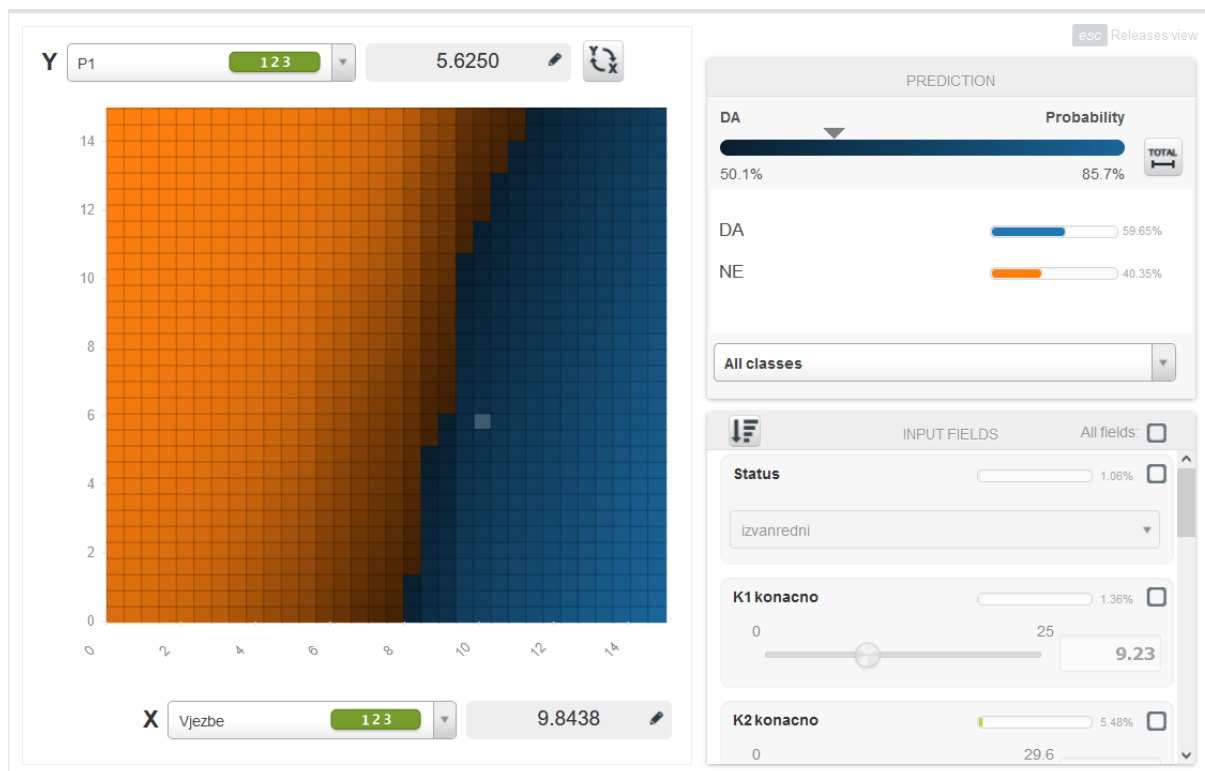 esc Releases view
Y P1 123 5.6250 Y X
PREDICTION
DA Probability
TOTAL
50.1% 85.7%
DA 59.65%
NE 40.35%
All classes
INPUT FIELDS All fields:
Status 1.06%
izvanredni
K1 konacno 1.36%
0 25
9.23
K2 konacno 5.48%
0 29.6
14
12
10
8
6
4
2
0
0 2 4 6 8 10 12 14
X Vjezbe 123 9.8438